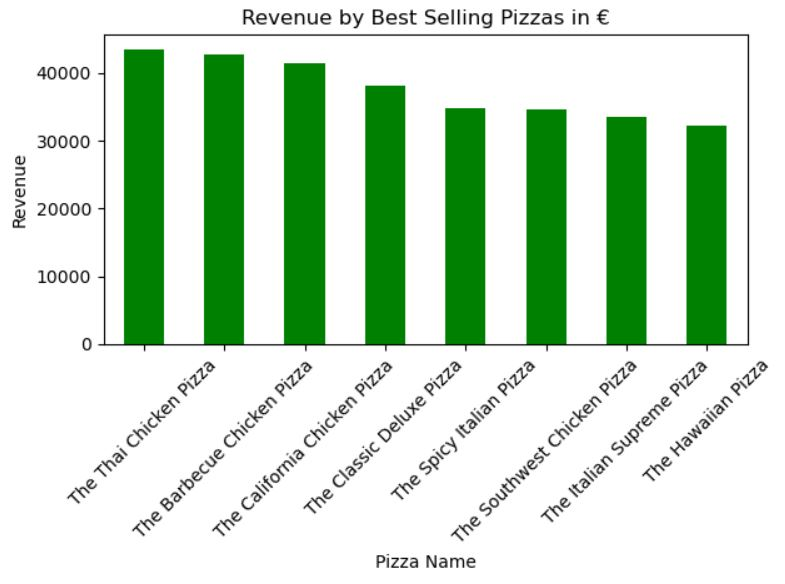 Revenue by Best Selling Pizzas in €
Revenue
40000
30000
20000
10000
0
The Thai Chicken Pizza
The Barbecue Chicken Pizza
The California Chicken Pizza
The Classic Deluxe Pizza
The Spicy Italian Pizza
The Southwest Chicken Pizza
The Italian Supreme Pizza
The Hawaiian Pizza
Pizza Name